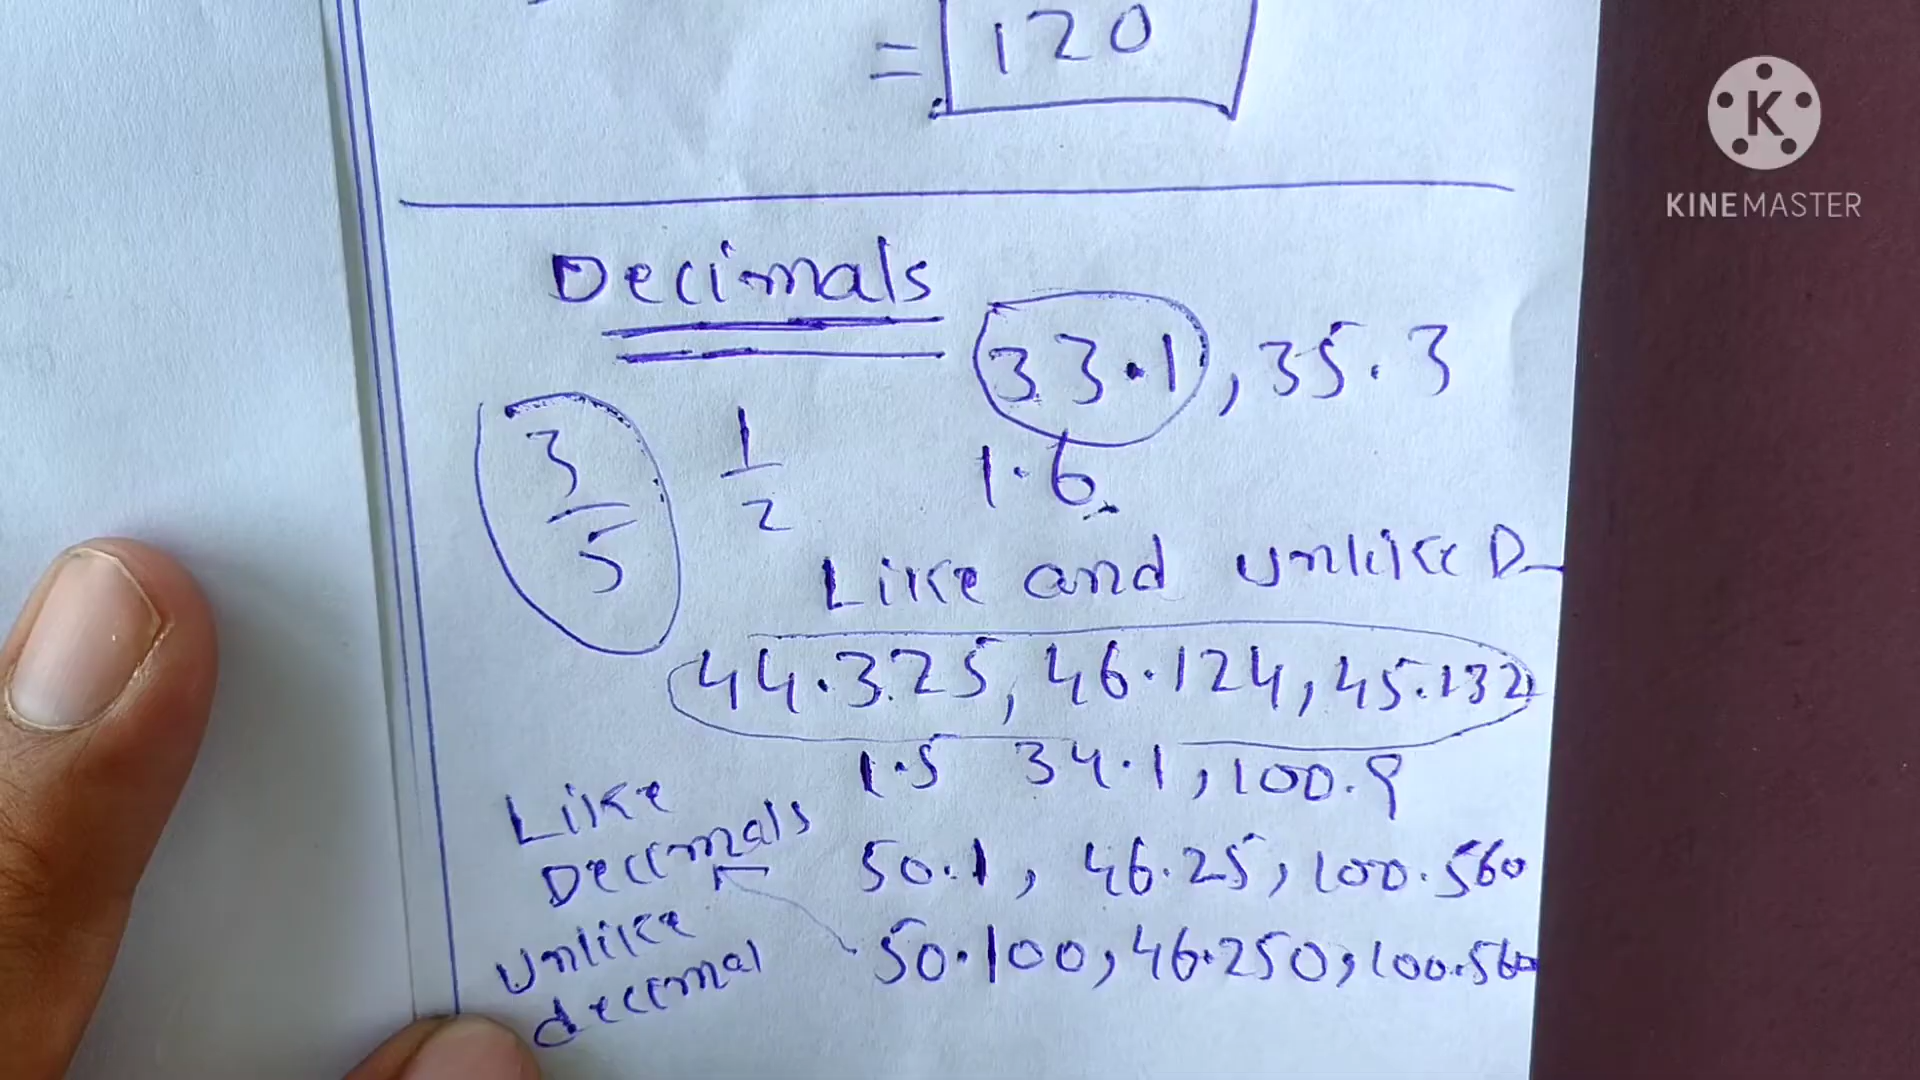 = 120
K
KINEMASTER
Decimals
33.1, 35.3
3/5 1/2 1.6
Like and unlike D
44.325, 46.124, 45.132
1.5 34.1, 100.9
Like
Decimals
50.1, 46.25, 100.560
unlike
decimal
50.100, 46.250, 100.560